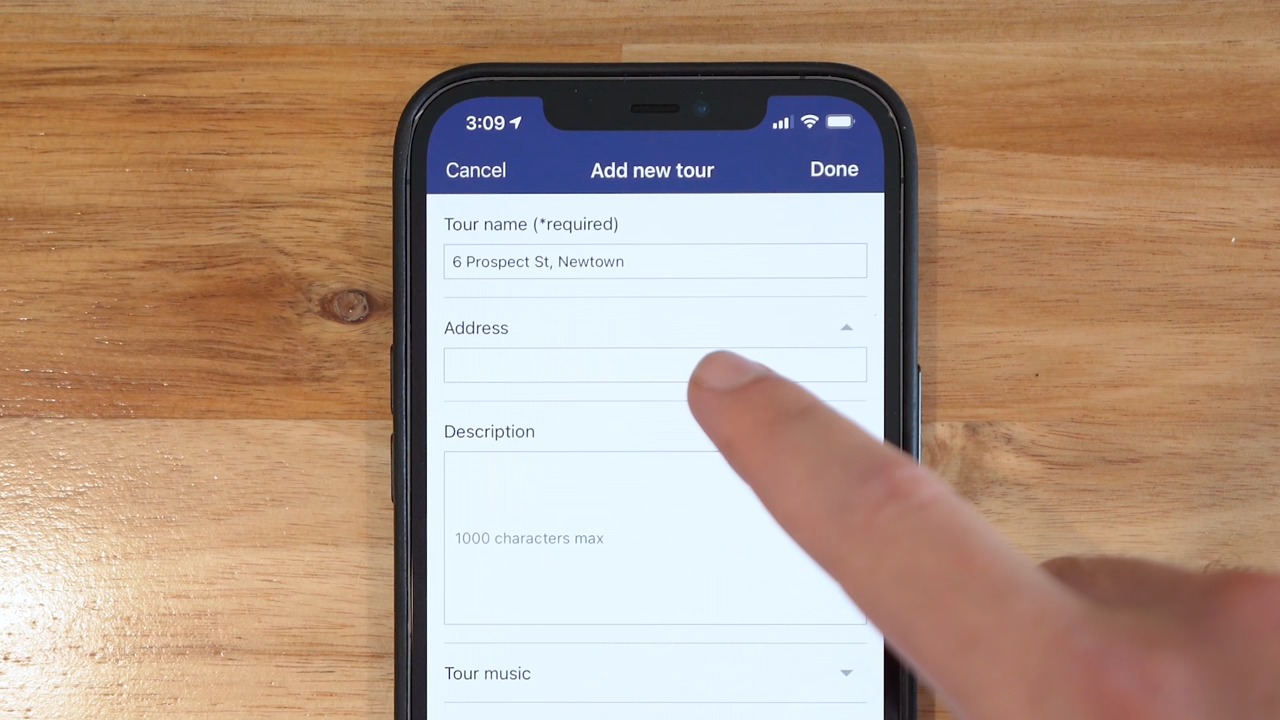 3:09
Cancel Add new tour Done
Tour name (*required)
6 Prospect St, Newtown
Address
Description
1000 characters max
Tour music